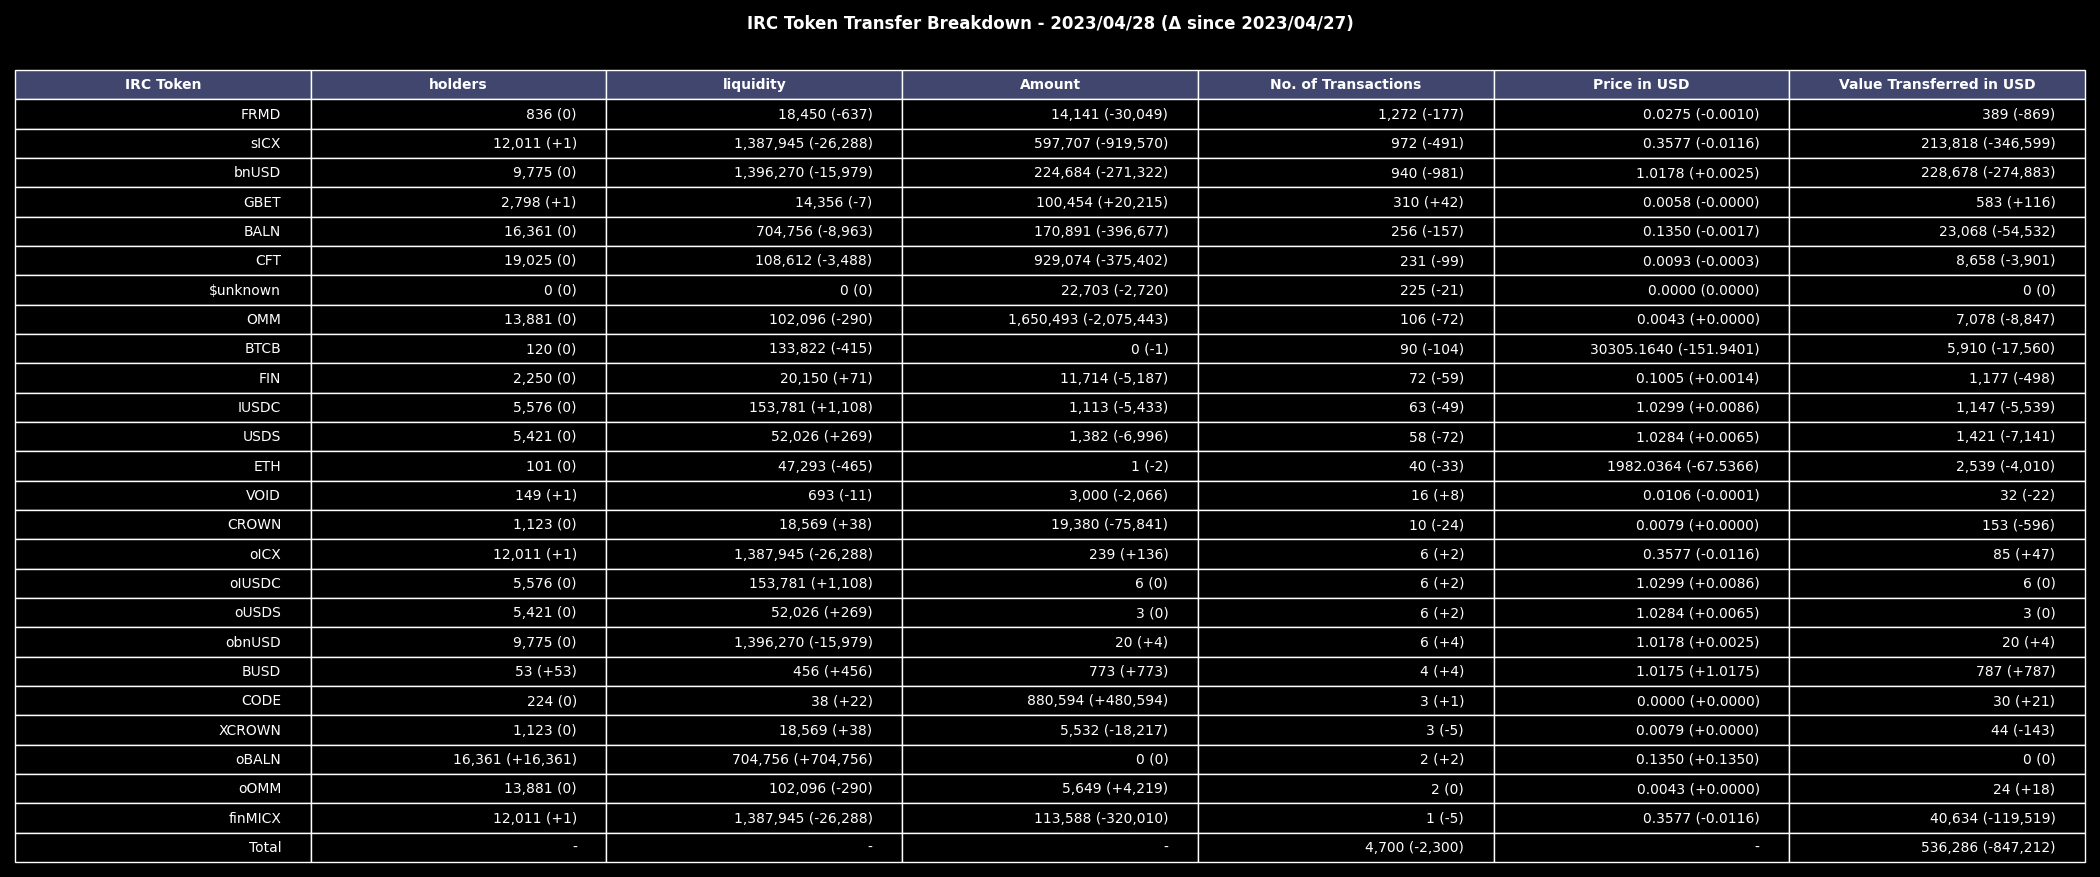 IRC Token Transfer Breakdown - 2023/04/28 (Δ since 2023/04/27)
IRC Token holders liquidity Amount No. of Transactions Price in USD Value Transferred in USD
FRMD 836 (0) 18,450 (-637) 14,141 (-30,049) 1,272 (-177) 0.0275 (-0.0010) 389 (-869)
sICX 12,011 (+1) 1,387,945 (-26,288) 597,707 (-919,570) 972 (-491) 0.3577 (-0.0116) 213,818 (-346,599)
bnUSD 9,775 (0) 1,396,270 (-15,979) 224,684 (-271,322) 940 (-981) 1.0178 (+0.0025) 228,678 (-274,883)
GBET 2,798 (+1) 14,356 (-7) 100,454 (+20,215) 310 (+42) 0.0058 (-0.0000) 583 (+116)
BALN 16,361 (0) 704,756 (-8,963) 170,891 (-396,677) 256 (-157) 0.1350 (-0.0017) 23,068 (-54,532)
CFT 19,025 (0) 108,612 (-3,488) 929,074 (-375,402) 231 (-99) 0.0093 (-0.0003) 8,658 (-3,901)
$unknown 0 (0) 0 (0) 22,703 (-2,720) 225 (-21) 0.0000 (0.0000) 0 (0)
OMM 13,881 (0) 102,096 (-290) 1,650,493 (-2,075,443) 106 (-72) 0.0043 (+0.0000) 7,078 (-8,847)
BTCB 120 (0) 133,822 (-415) 0 (-1) 90 (-104) 30305.1640 (-151.9401) 5,910 (-17,560)
FIN 2,250 (0) 20,150 (+71) 11,714 (-5,187) 72 (-59) 0.1005 (+0.0014) 1,177 (-498)
IUSDC 5,576 (0) 153,781 (+1,108) 1,113 (-5,433) 63 (-49) 1.0299 (+0.0086) 1,147 (-5,539)
USDS 5,421 (0) 52,026 (+269) 1,382 (-6,996) 58 (-72) 1.0284 (+0.0065) 1,421 (-7,141)
ETH 101 (0) 47,293 (-465) 1 (-2) 40 (-33) 1982.0364 (-67.5366) 2,539 (-4,010)
VOID 149 (+1) 693 (-11) 3,000 (-2,066) 16 (+8) 0.0106 (-0.0001) 32 (-22)
CROWN 1,123 (0) 18,569 (+38) 19,380 (-75,841) 10 (-24) 0.0079 (+0.0000) 153 (-596)
oICX 12,011 (+1) 1,387,945 (-26,288) 239 (+136) 6 (+2) 0.3577 (-0.0116) 85 (+47)
oIUSDC 5,576 (0) 153,781 (+1,108) 6 (0) 6 (+2) 1.0299 (+0.0086) 6 (0)
oUSDS 5,421 (0) 52,026 (+269) 3 (0) 6 (+2) 1.0284 (+0.0065) 3 (0)
obnUSD 9,775 (0) 1,396,270 (-15,979) 20 (+4) 6 (+4) 1.0178 (+0.0025) 20 (+4)
BUSD 53 (+53) 456 (+456) 773 (+773) 4 (+4) 1.0175 (+1.0175) 787 (+787)
CODE 224 (0) 38 (+22) 880,594 (+480,594) 3 (+1) 0.0000 (+0.0000) 30 (+21)
XCROWN 1,123 (0) 18,569 (+38) 5,532 (-18,217) 3 (-5) 0.0079 (+0.0000) 44 (-143)
oBALN 16,361 (+16,361) 704,756 (+704,756) 0 (0) 2 (+2) 0.1350 (+0.1350) 0 (0)
oOMM 13,881 (0) 102,096 (-290) 5,649 (+4,219) 2 (0) 0.0043 (+0.0000) 24 (+18)
finMICX 12,011 (+1) 1,387,945 (-26,288) 113,588 (-320,010) 1 (-5) 0.3577 (-0.0116) 40,634 (-119,519)
Total - - - 4,700 (-2,300) - 536,286 (-847,212)